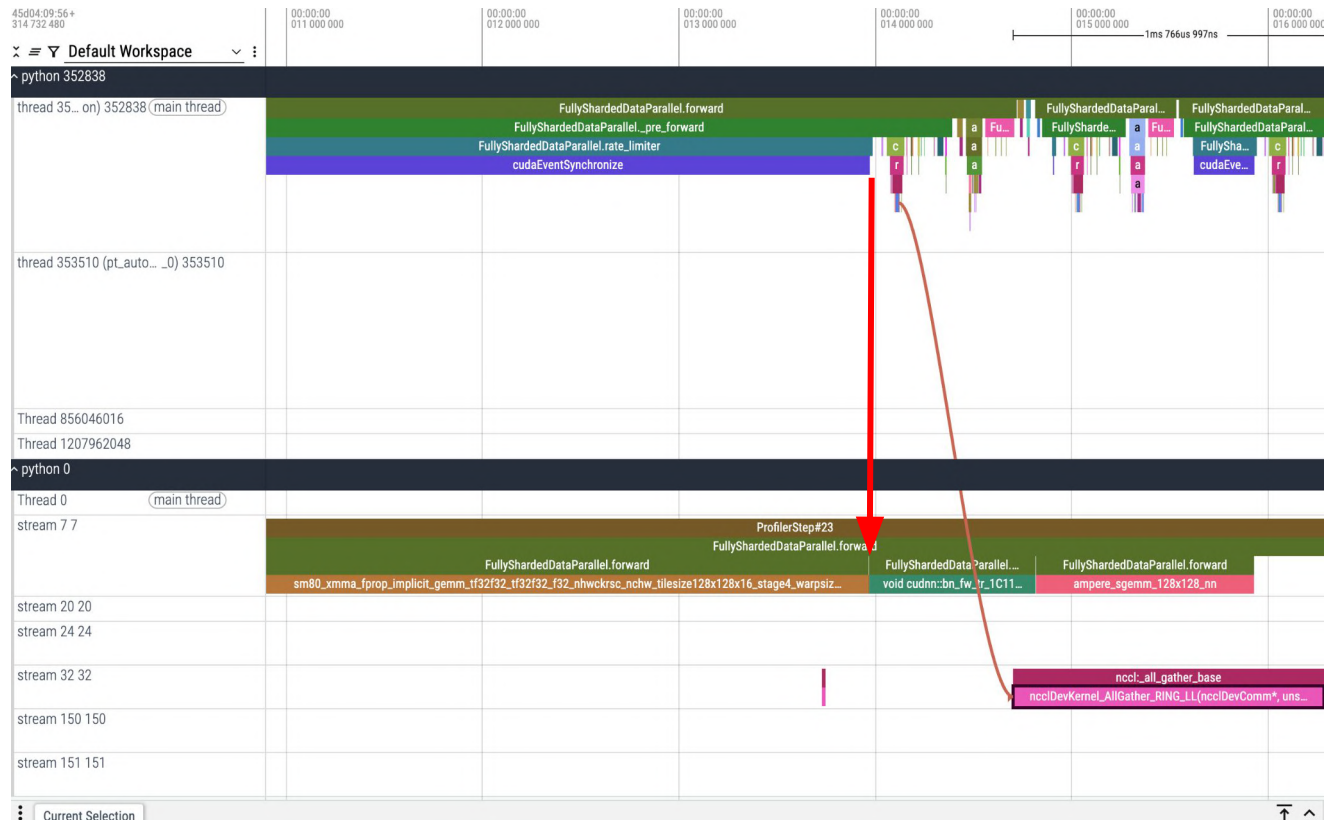 45d04:09:56+
314 732 480
00:00:00
011 000 000
00:00:00
012 000 000
00:00:00
013 000 000
00:00:00
014 000 000
00:00:00
015 000 000
00:00:00
016 000 000
1ms 766us 997ns
Default Workspace
python 352838
thread 35... on) 352838 main thread
FullyShardedDataParallel.forward
FullyShardedDataParal...
FullyShardedDataParal...
FullyShardedDataParallel._pre_forward
a
Fu...
FullySharde...
a
Fu...
FullyShardedDataParal...
FullyShardedDataParallel.rate_limiter
c
a
c
a
FullySha...
c
cudaEventSynchronize
r
a
r
a
cudaEve...
r
a
thread 353510 (pt_auto... _0) 353510
Thread 856046016
Thread 1207962048
python 0
Thread 0 main thread
stream 7 7
ProfilerStep#23
FullyShardedDataParallel.forward
FullyShardedDataParallel.forward
FullyShardedDataParallel....
FullyShardedDataParallel.forward
sm80_xmma_fprop_implicit_gemm_tf32f32_tf32f32_f32_nhwckrsc_nchw_tilesize128x128x16_stage4_warpsiz...
void cudnn::bn_fw_tr_1C11...
ampere_sgemm_128x128_nn
stream 20 20
stream 24 24
stream 32 32
nccl:_all_gather_base
ncclDevKernel_AllGather_RING_LL(ncclDevComm*, uns...
stream 150 150
stream 151 151
Current Selection